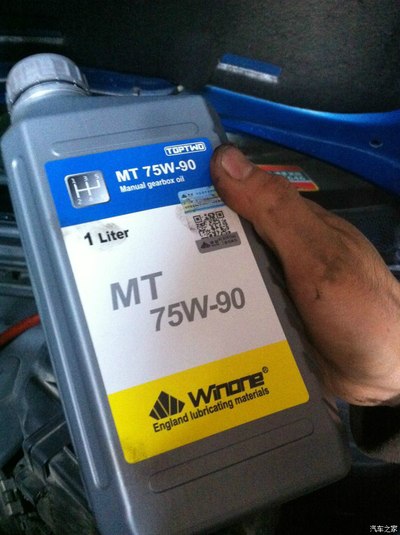 TOPTWO
MT 75W-90
Manual gearbox oil
1 Liter
MT
75W-90
Winone®
England lubricating materials
汽车之家